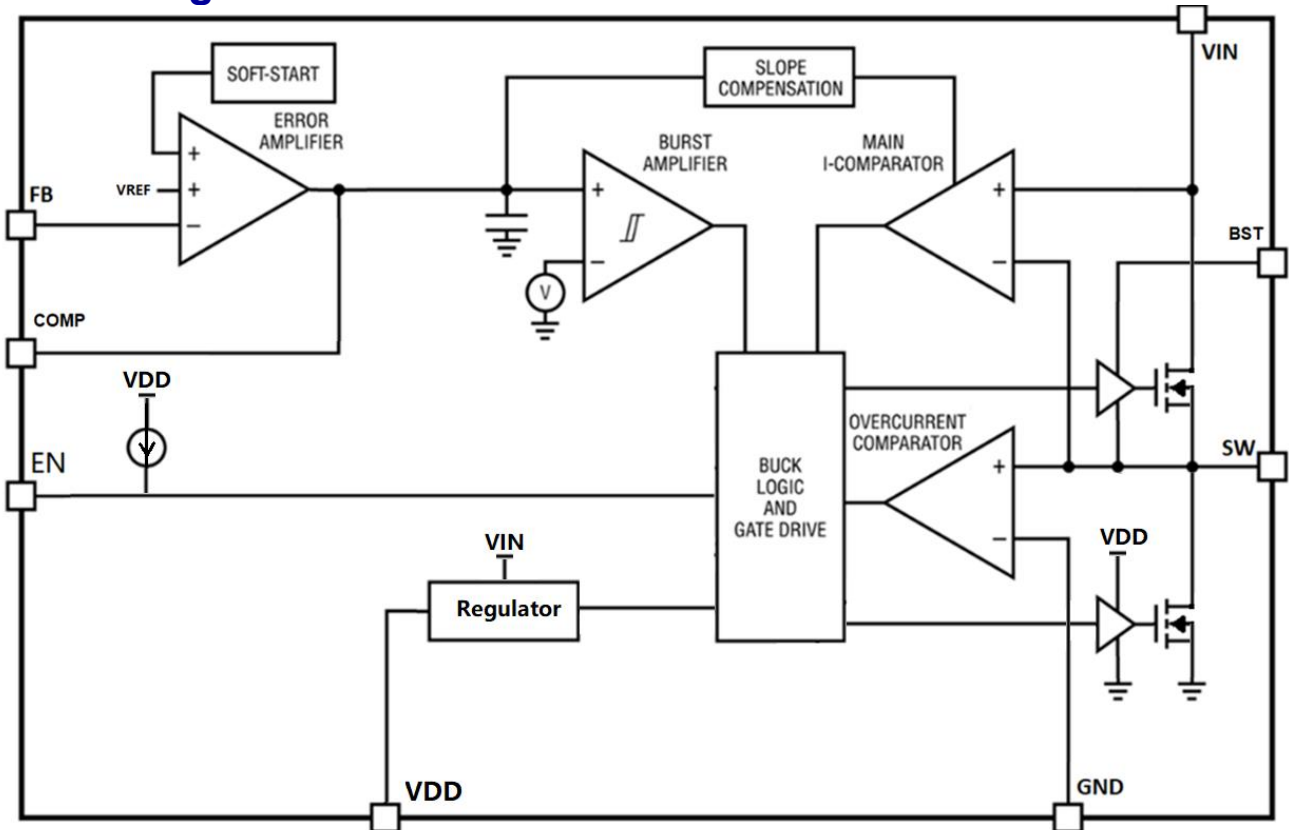 VIN
SOFT-START
SLOPE
COMPENSATION
ERROR
AMPLIFIER
BURST
AMPLIFIER
MAIN
I-COMPARATOR
+
+
+
FB
VREF
+
−
BST
−
−
V
COMP
VDD
OVERCURRENT
COMPARATOR
EN
SW
BUCK
LOGIC
AND
GATE DRIVE
+
−
VIN
VDD
Regulator
VDD
GND